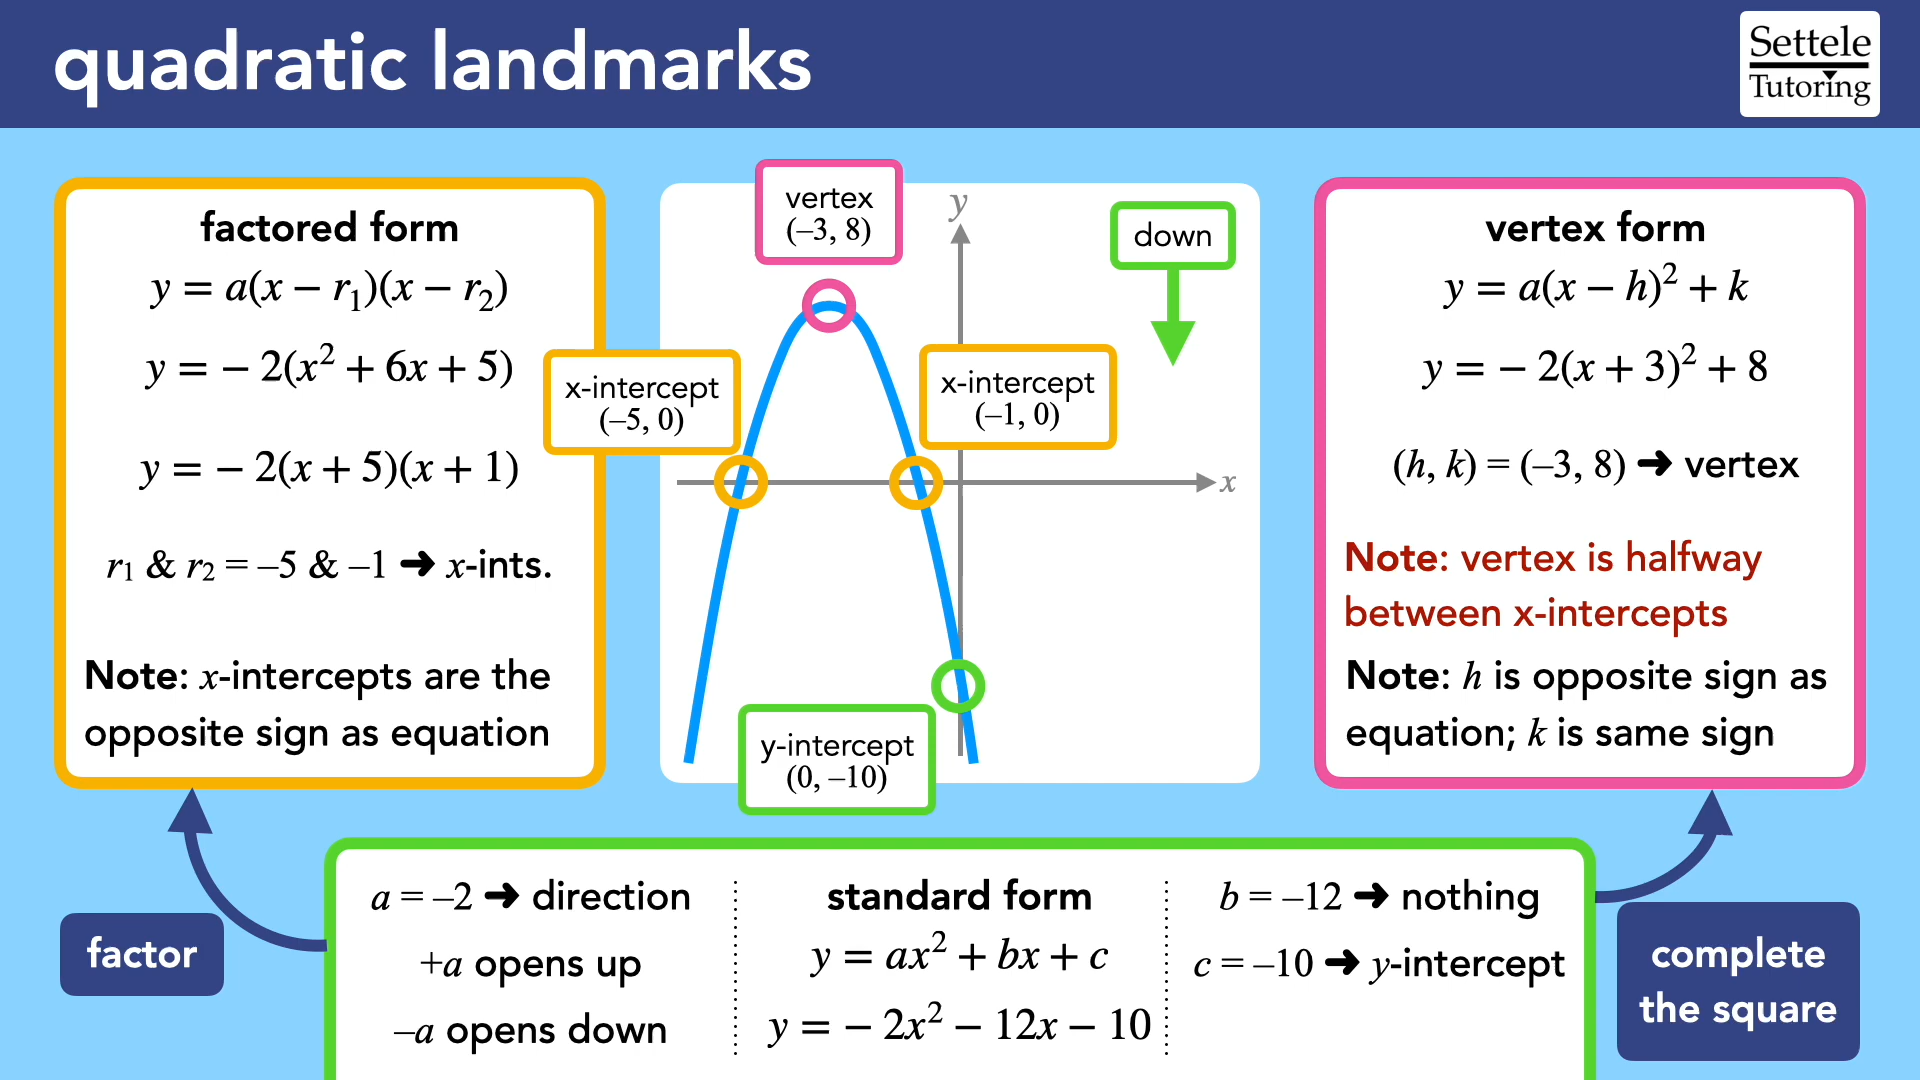 quadratic landmarks
Settele
Tutoring
factored form
y = a(x − r₁)(x − r₂)
y = − 2(x² + 6x + 5)
y = − 2(x + 5)(x + 1)
r₁ & r₂ = –5 & –1 ➜ x-ints.
Note: x-intercepts are the
opposite sign as equation
vertex
(–3, 8)
y
down
x-intercept
(–5, 0)
x-intercept
(–1, 0)
x
y-intercept
(0, –10)
vertex form
y = a(x − h)² + k
y = − 2(x + 3)² + 8
(h, k) = (–3, 8) ➜ vertex
Note: vertex is halfway
between x-intercepts
Note: h is opposite sign as
equation; k is same sign
factor
a = –2 ➜ direction
+a opens up
–a opens down
standard form
y = ax² + bx + c
y = − 2x² − 12x − 10
b = –12 ➜ nothing
c = –10 ➜ y-intercept
complete
the square